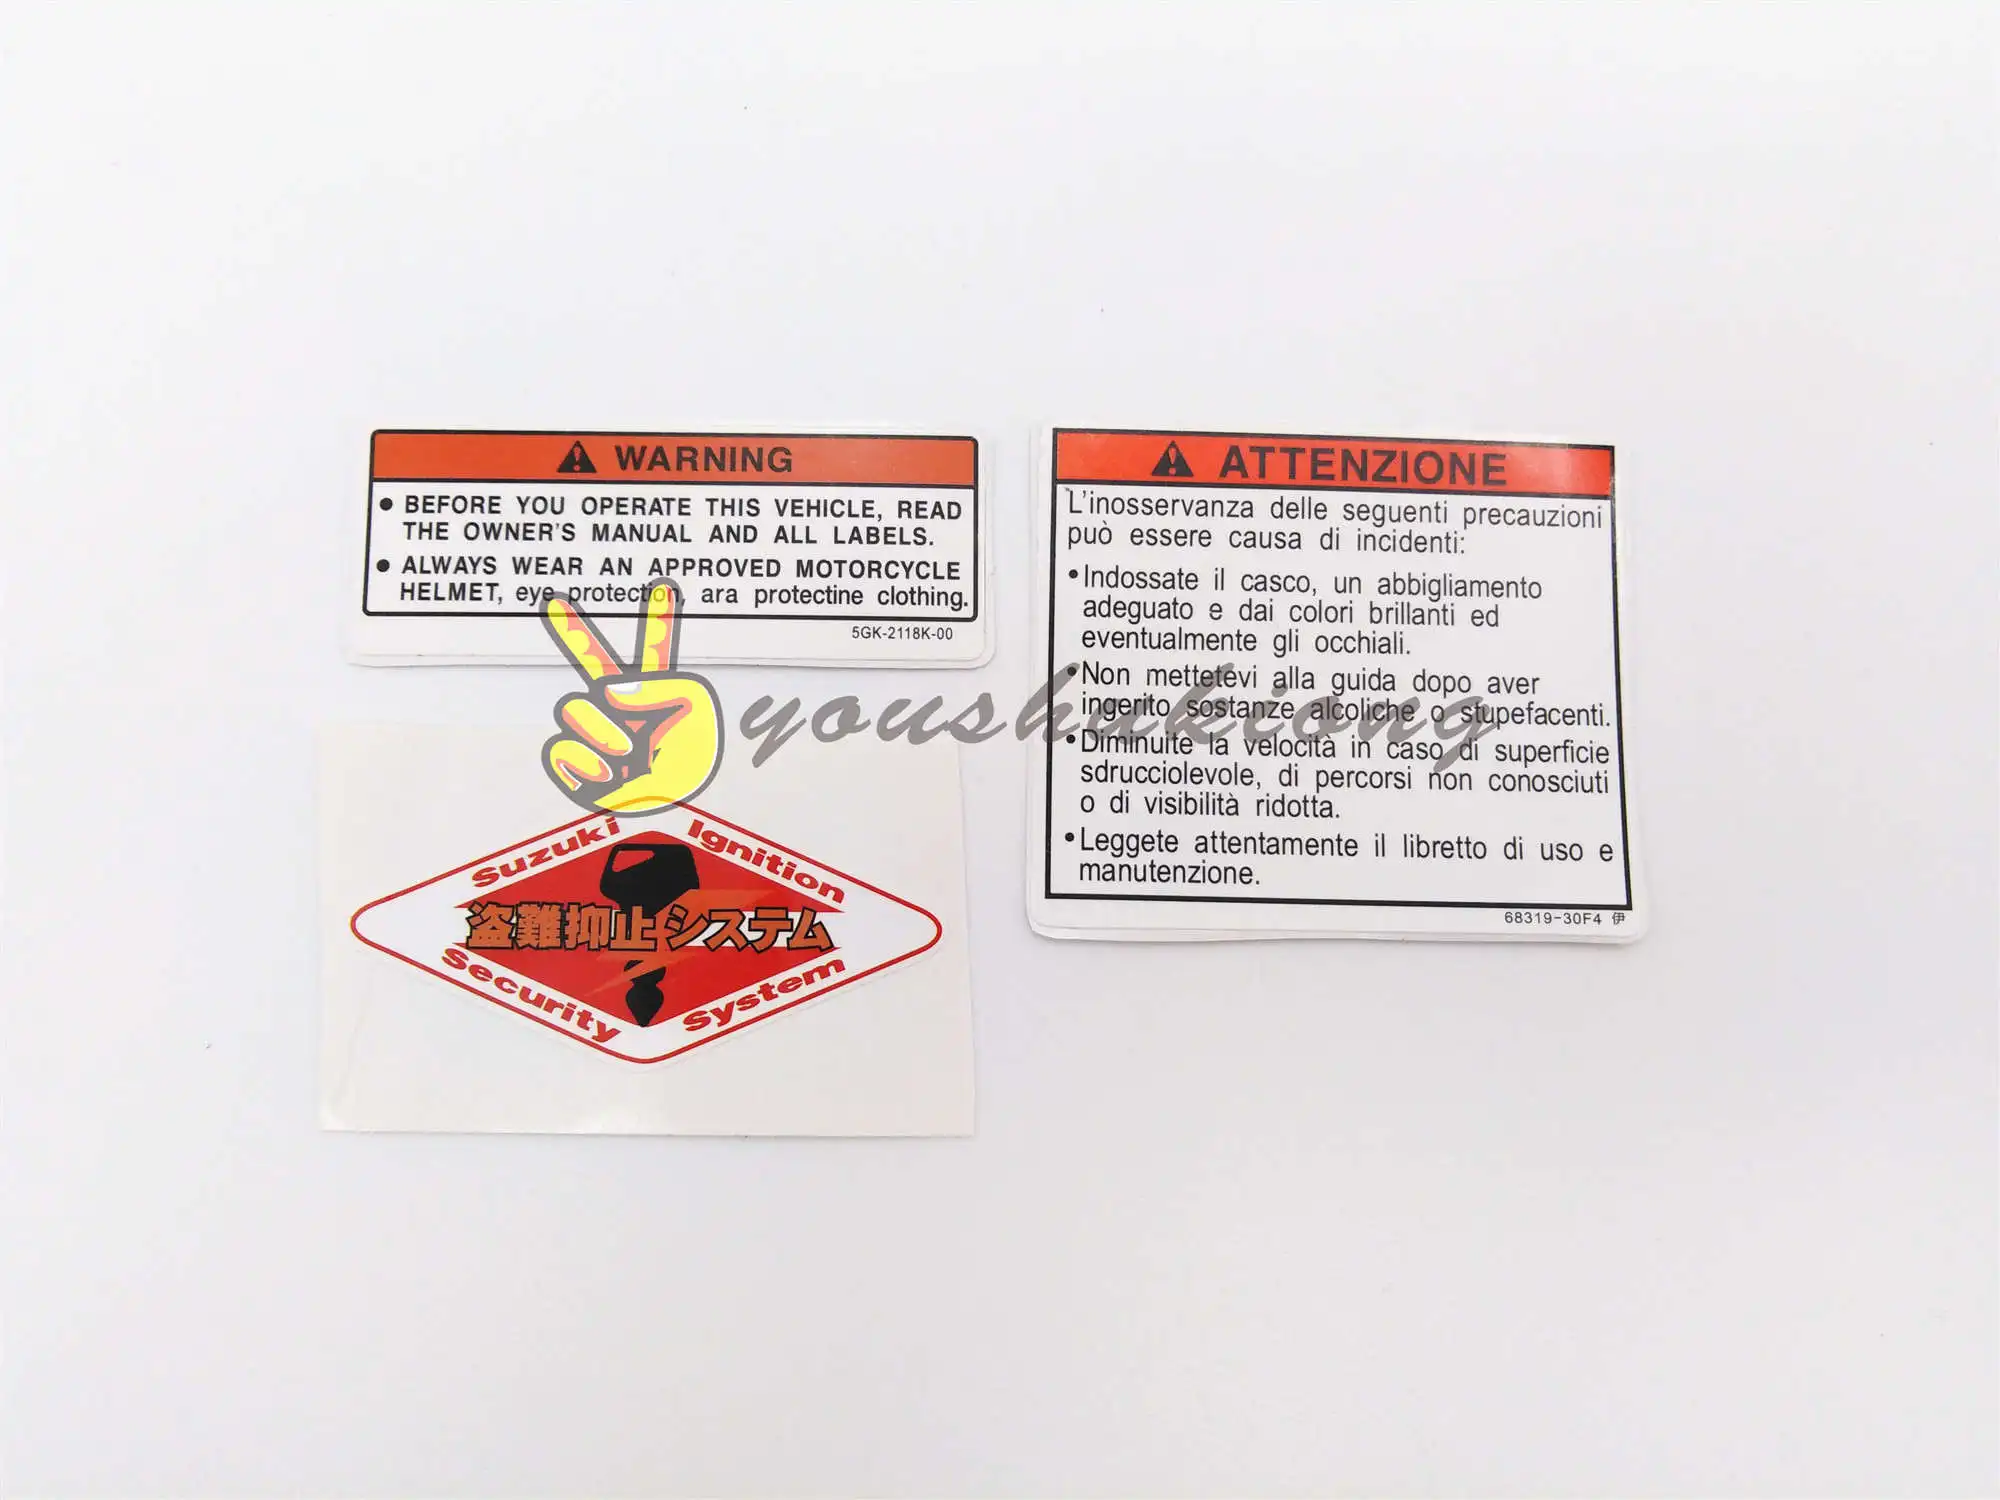 WARNING
● BEFORE YOU OPERATE THIS VEHICLE, READ
THE OWNER'S MANUAL AND ALL LABELS.
● ALWAYS WEAR AN APPROVED MOTORCYCLE
HELMET, eye protection, ara protectine clothing.
5GK-2118K-00
ATTENZIONE
L'inosservanza delle seguenti precauzioni
può essere causa di incidenti:
•Indossate il casco, un abbigliamento
adeguato e dai colori brillanti ed
eventualmente gli occhiali.
•Non mettetevi alla guida dopo aver
ingerito sostanze alcoliche o stupefacenti.
•Diminuite la velocità in caso di superficie
sdrucciolevole, di percorsi non conosciuti
o di visibilità ridotta.
•Leggete attentamente il libretto di uso e
manutenzione.
68319-30F4 伊
youshukiong
Suzuki Ignition
盗難抑止システム
Security System